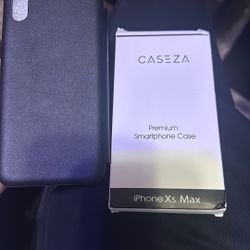 CASEZA
Premium
Smartphone Case
iPhone Xs Max